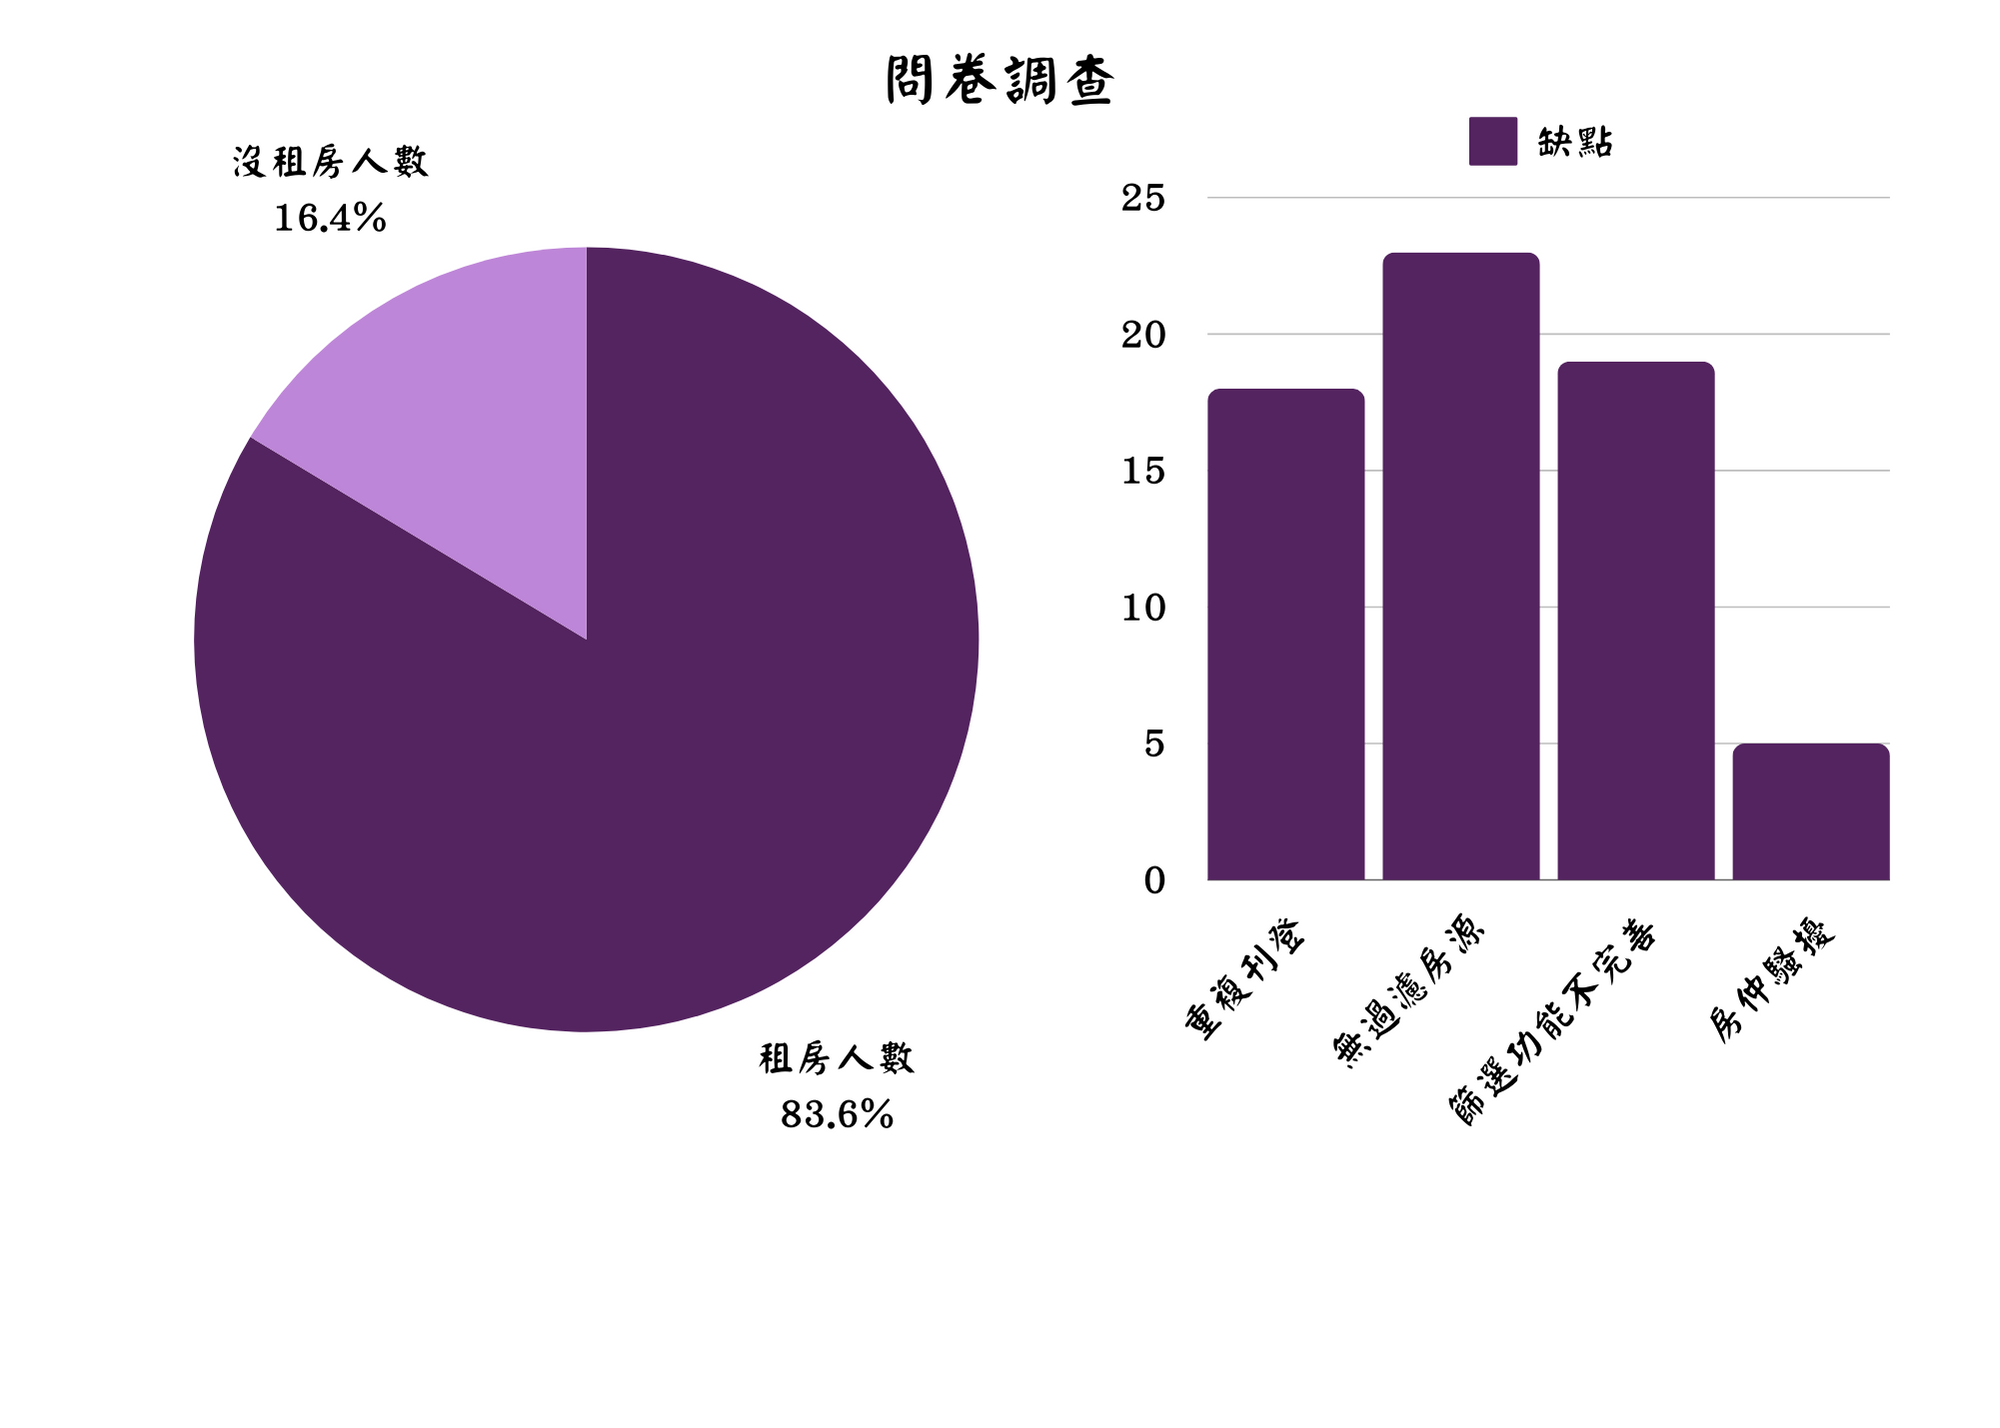 問卷調查
沒租房人數
16.4%
租房人數
83.6%
缺點
25
20
15
10
5
0
重複刊登
無過濾房源
篩選功能不完善
房仲騷擾